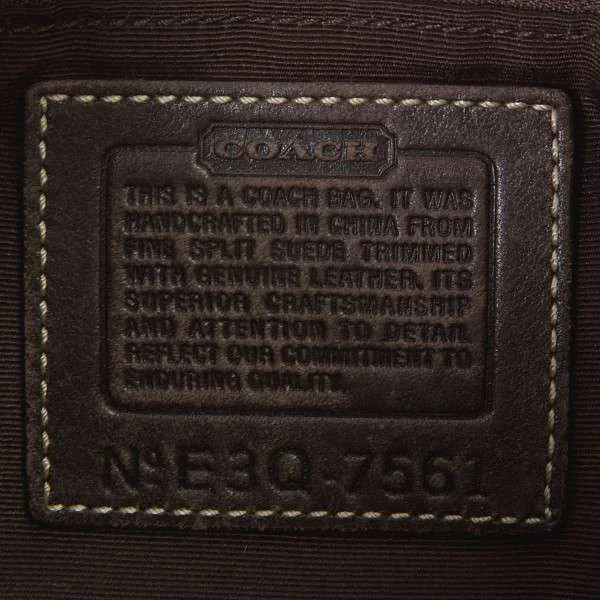 COACH
THIS IS A COACH BAG. IT WAS
HANDCRAFTED IN CHINA FROM
FINE SPLIT SUEDE TRIMMED
WITH GENUINE LEATHER. ITS
SUPERIOR CRAFTSMANSHIP
AND ATTENTION TO DETAIL
REFLECT OUR COMMITMENT TO
ENDURING QUALITY.
Nº E3Q-7561